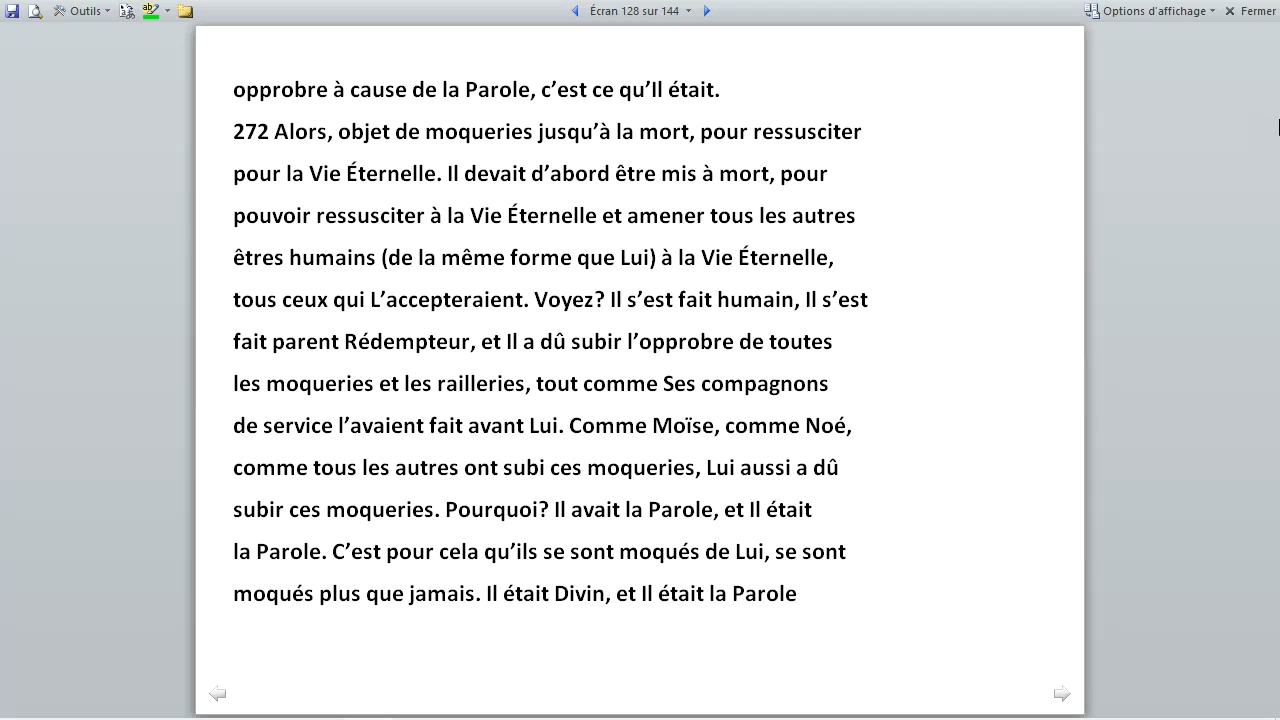 Outils
Écran 128 sur 144
Options d'affichage
Fermer
opprobre à cause de la Parole, c’est ce qu’Il était.
272 Alors, objet de moqueries jusqu’à la mort, pour ressusciter
pour la Vie Éternelle. Il devait d’abord être mis à mort, pour
pouvoir ressusciter à la Vie Éternelle et amener tous les autres
êtres humains (de la même forme que Lui) à la Vie Éternelle,
tous ceux qui L’accepteraient. Voyez? Il s’est fait humain, Il s’est
fait parent Rédempteur, et Il a dû subir l’opprobre de toutes
les moqueries et les railleries, tout comme Ses compagnons
de service l’avaient fait avant Lui. Comme Moïse, comme Noé,
comme tous les autres ont subi ces moqueries, Lui aussi a dû
subir ces moqueries. Pourquoi? Il avait la Parole, et Il était
la Parole. C’est pour cela qu’ils se sont moqués de Lui, se sont
moqués plus que jamais. Il était Divin, et Il était la Parole